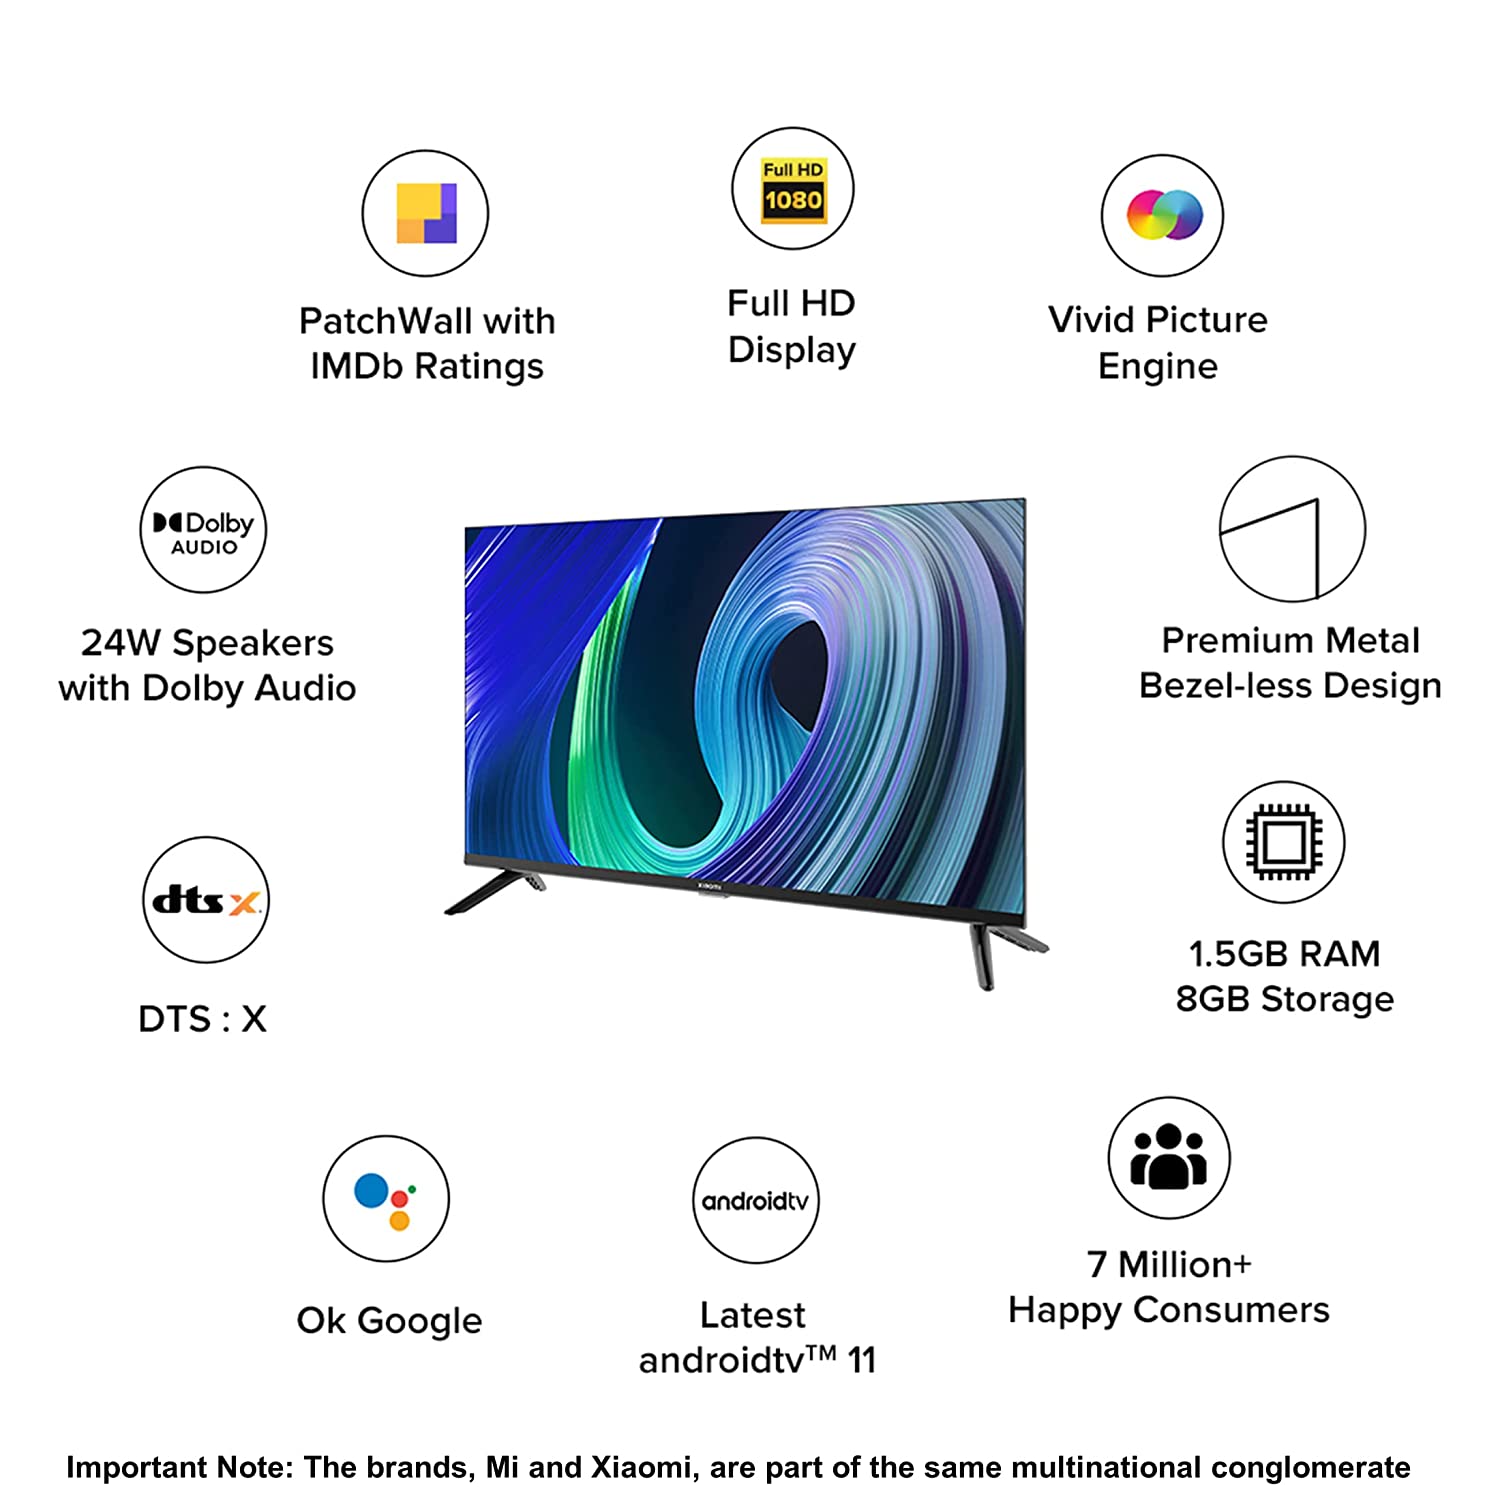 Full HD
1080
PatchWall with
IMDb Ratings
Full HD
Display
Vivid Picture
Engine
Dolby
AUDIO
24W Speakers
with Dolby Audio
Premium Metal
Bezel-less Design
xiaomi
dts x.
DTS : X
1.5GB RAM
8GB Storage
Ok Google
androidtv
Latest
androidtv™ 11
7 Million+
Happy Consumers
Important Note: The brands, Mi and Xiaomi, are part of the same multinational conglomerate